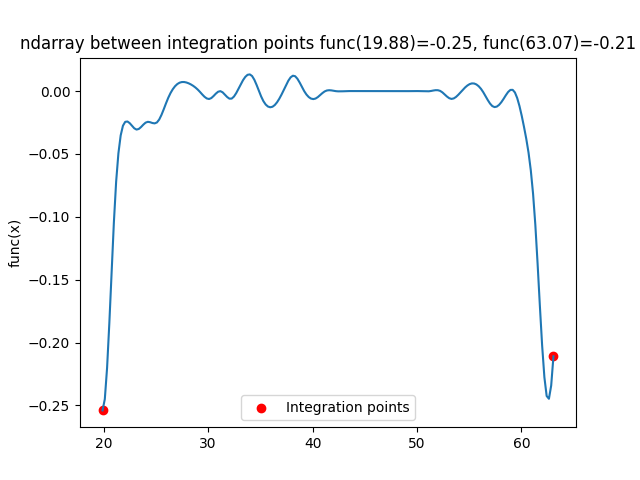 ndarray between integration points func(19.88)=-0.25, func(63.07)=-0.21
0.00
−0.05
−0.10
−0.15
−0.20
−0.25
func(x)
Integration points
20 30 40 50 60